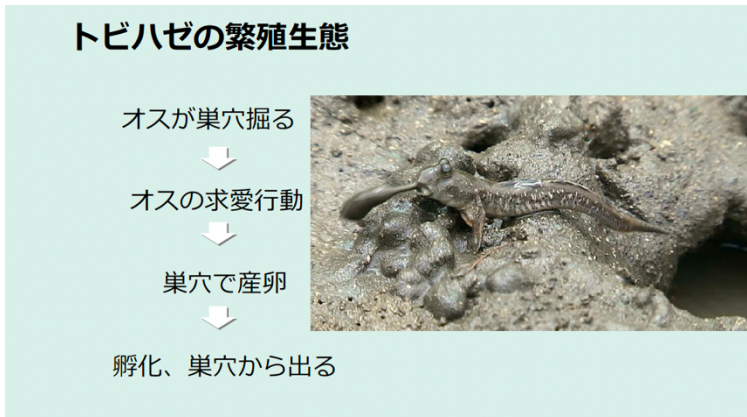 トビハゼの繁殖生態
オスが巣穴掘る
オスの求愛行動
巣穴で産卵
孵化、巣穴から出る